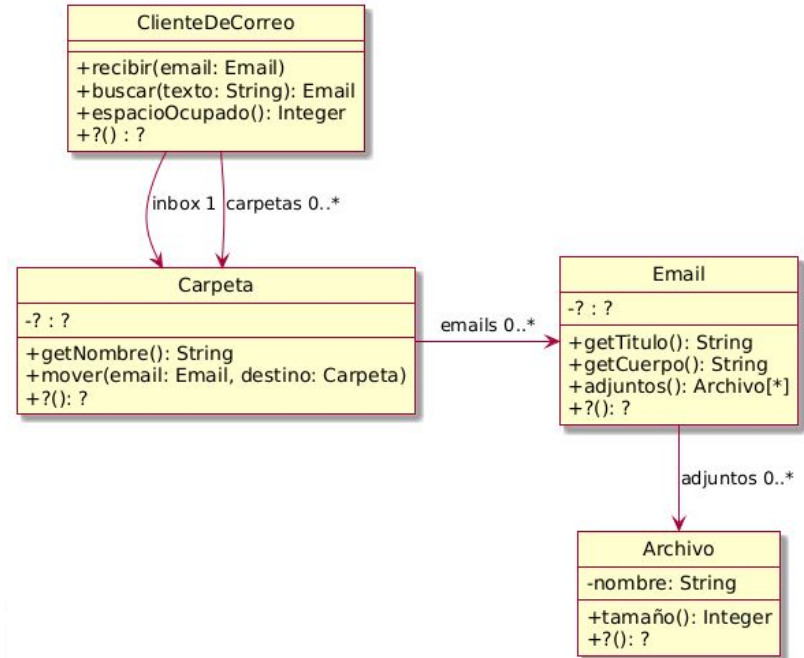 ClienteDeCorreo
+recibir(email: Email)
+buscar(texto: String): Email
+espacioOcupado(): Integer
+?() : ?
inbox 1
carpetas 0..*
Carpeta
-? : ?
+getNombre(): String
+mover(email: Email, destino: Carpeta)
+?(): ?
emails 0..*
Email
-? : ?
+getTitulo(): String
+getCuerpo(): String
+adjuntos(): Archivo[*]
+?(): ?
adjuntos 0..*
Archivo
-nombre: String
+tamaño(): Integer
+?(): ?